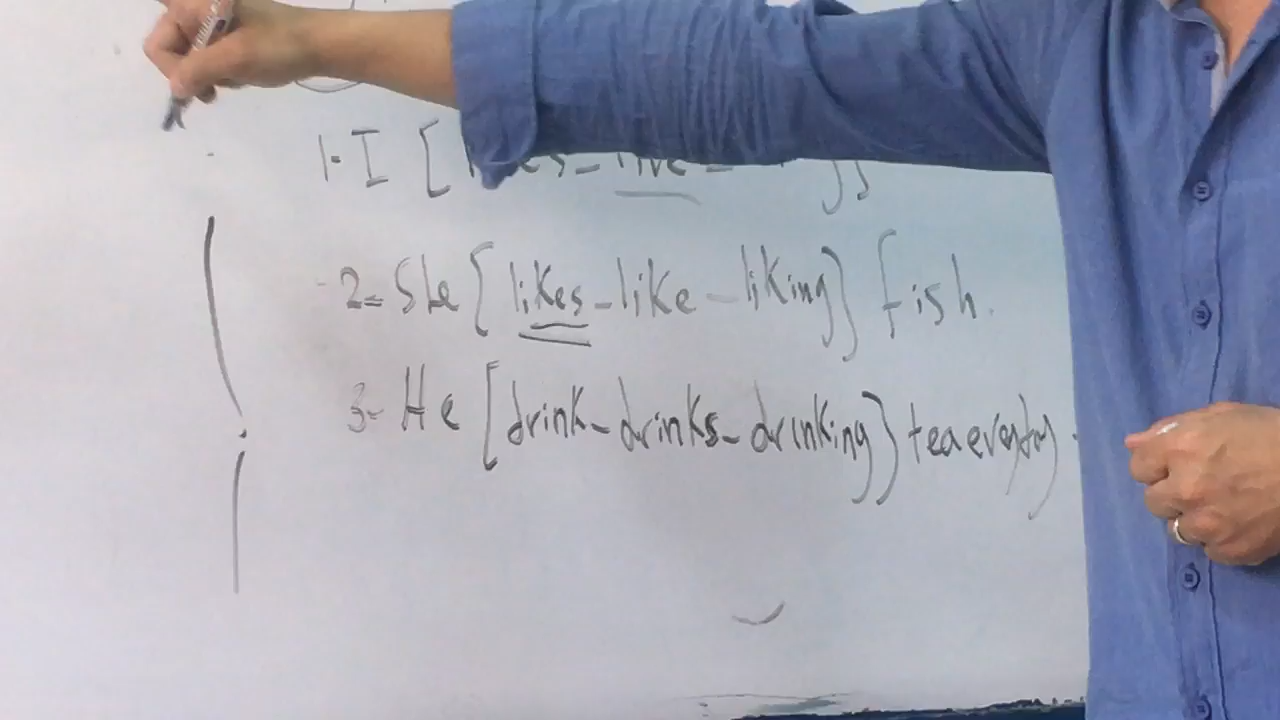 1- I [
2- She [likes - like - liking] fish.
3- He [drink - drinks - drinking] tea everyday.